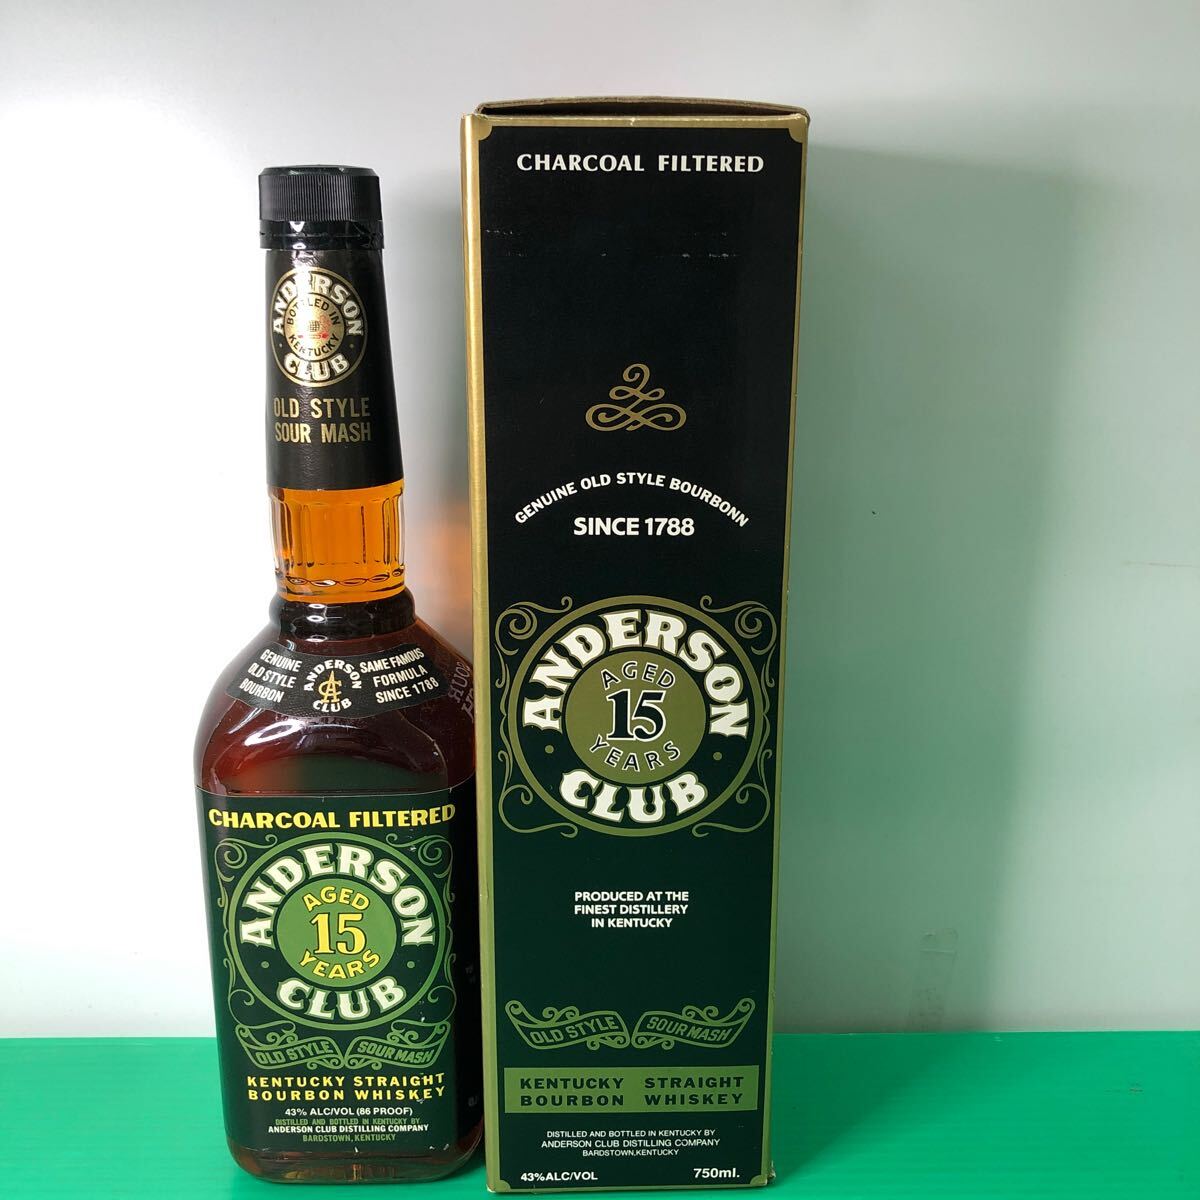 ANDERSON
CLUB
BOTTLED IN
KENTUCKY
OLD STYLE
SOUR MASH
GENUINE
OLD STYLE
BOURBON
ANDERSON
CLUB
SAME FAMOUS
FORMULA
SINCE 1788
CHARCOAL FILTERED
ANDERSON
AGED
15
YEARS
CLUB
OLD STYLE
SOUR MASH
KENTUCKY STRAIGHT
BOURBON WHISKEY
43% ALC/VOL (86 PROOF)
DISTILLED AND BOTTLED IN KENTUCKY BY
ANDERSON CLUB DISTILLING COMPANY
BARDSTOWN, KENTUCKY
CHARCOAL FILTERED
GENUINE OLD STYLE BOURBONN
SINCE 1788
ANDERSON
AGED
15
YEARS
CLUB
PRODUCED AT THE
FINEST DISTILLERY
IN KENTUCKY
OLD STYLE
SOUR MASH
KENTUCKY STRAIGHT
BOURBON WHISKEY
DISTILLED AND BOTTLED IN KENTUCKY BY
ANDERSON CLUB DISTILLING COMPANY
BARDSTOWN,KENTUCKY
43%ALC/VOL
750ml.